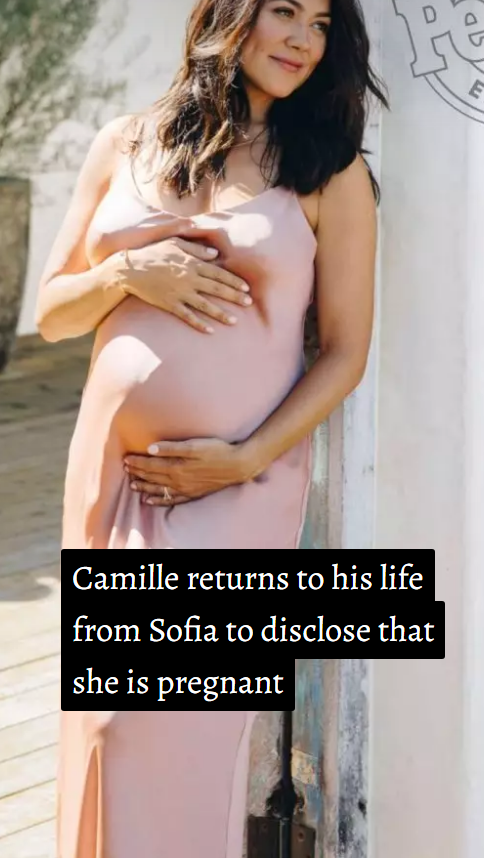 Pe
E
Camille returns to his life
from Sofia to disclose that
she is pregnant